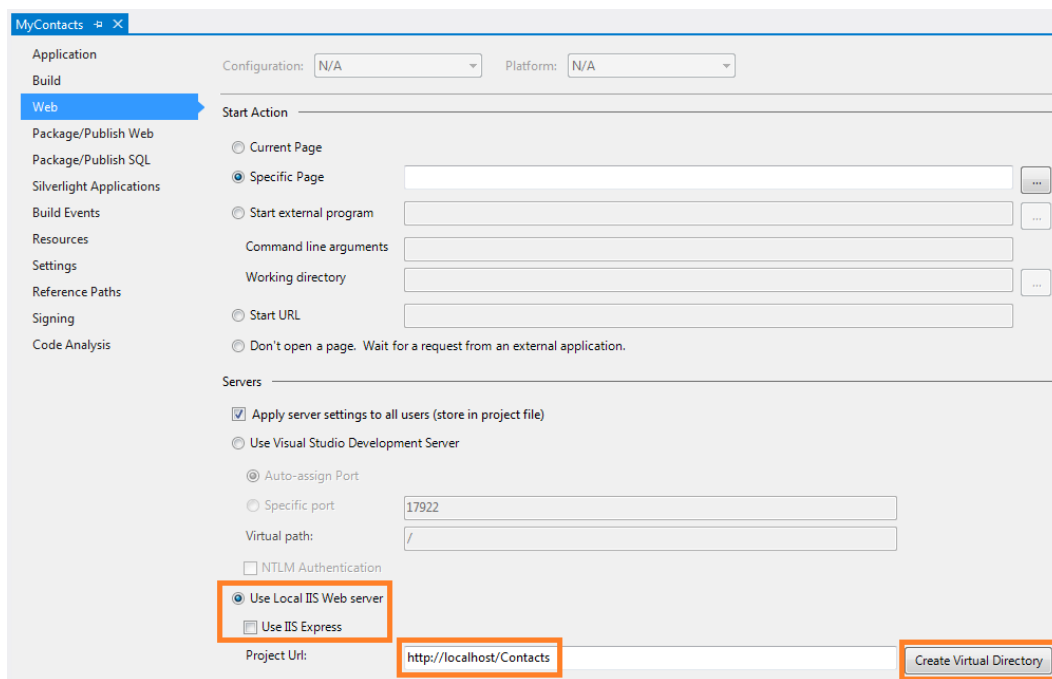 MyContacts
Application
Build
Web
Package/Publish Web
Package/Publish SQL
Silverlight Applications
Build Events
Resources
Settings
Reference Paths
Signing
Code Analysis
Configuration: N/A Platform: N/A
Start Action
Current Page
Specific Page ...
Start external program ...
Command line arguments
Working directory ...
Start URL
Don't open a page. Wait for a request from an external application.
Servers
Apply server settings to all users (store in project file)
Use Visual Studio Development Server
Auto-assign Port
Specific port 17922
Virtual path: /
NTLM Authentication
Use Local IIS Web server
Use IIS Express
Project Url: http://localhost/Contacts Create Virtual Directory